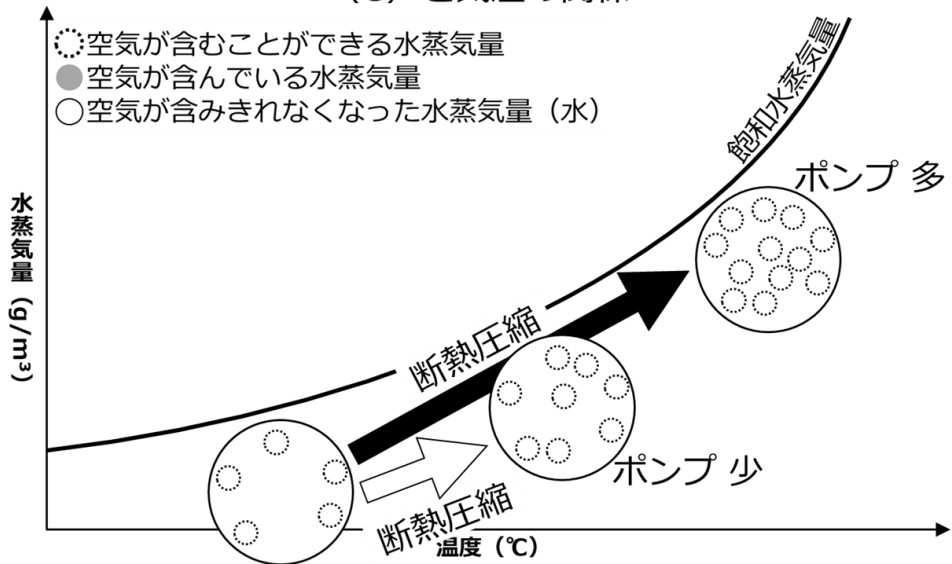 空気が含むことができる水蒸気量
空気が含んでいる水蒸気量
空気が含みきれなくなった水蒸気量（水）
飽和水蒸気量
ポンプ 多
水蒸気量（g/m³）
断熱圧縮
ポンプ 少
断熱圧縮
温度（℃）